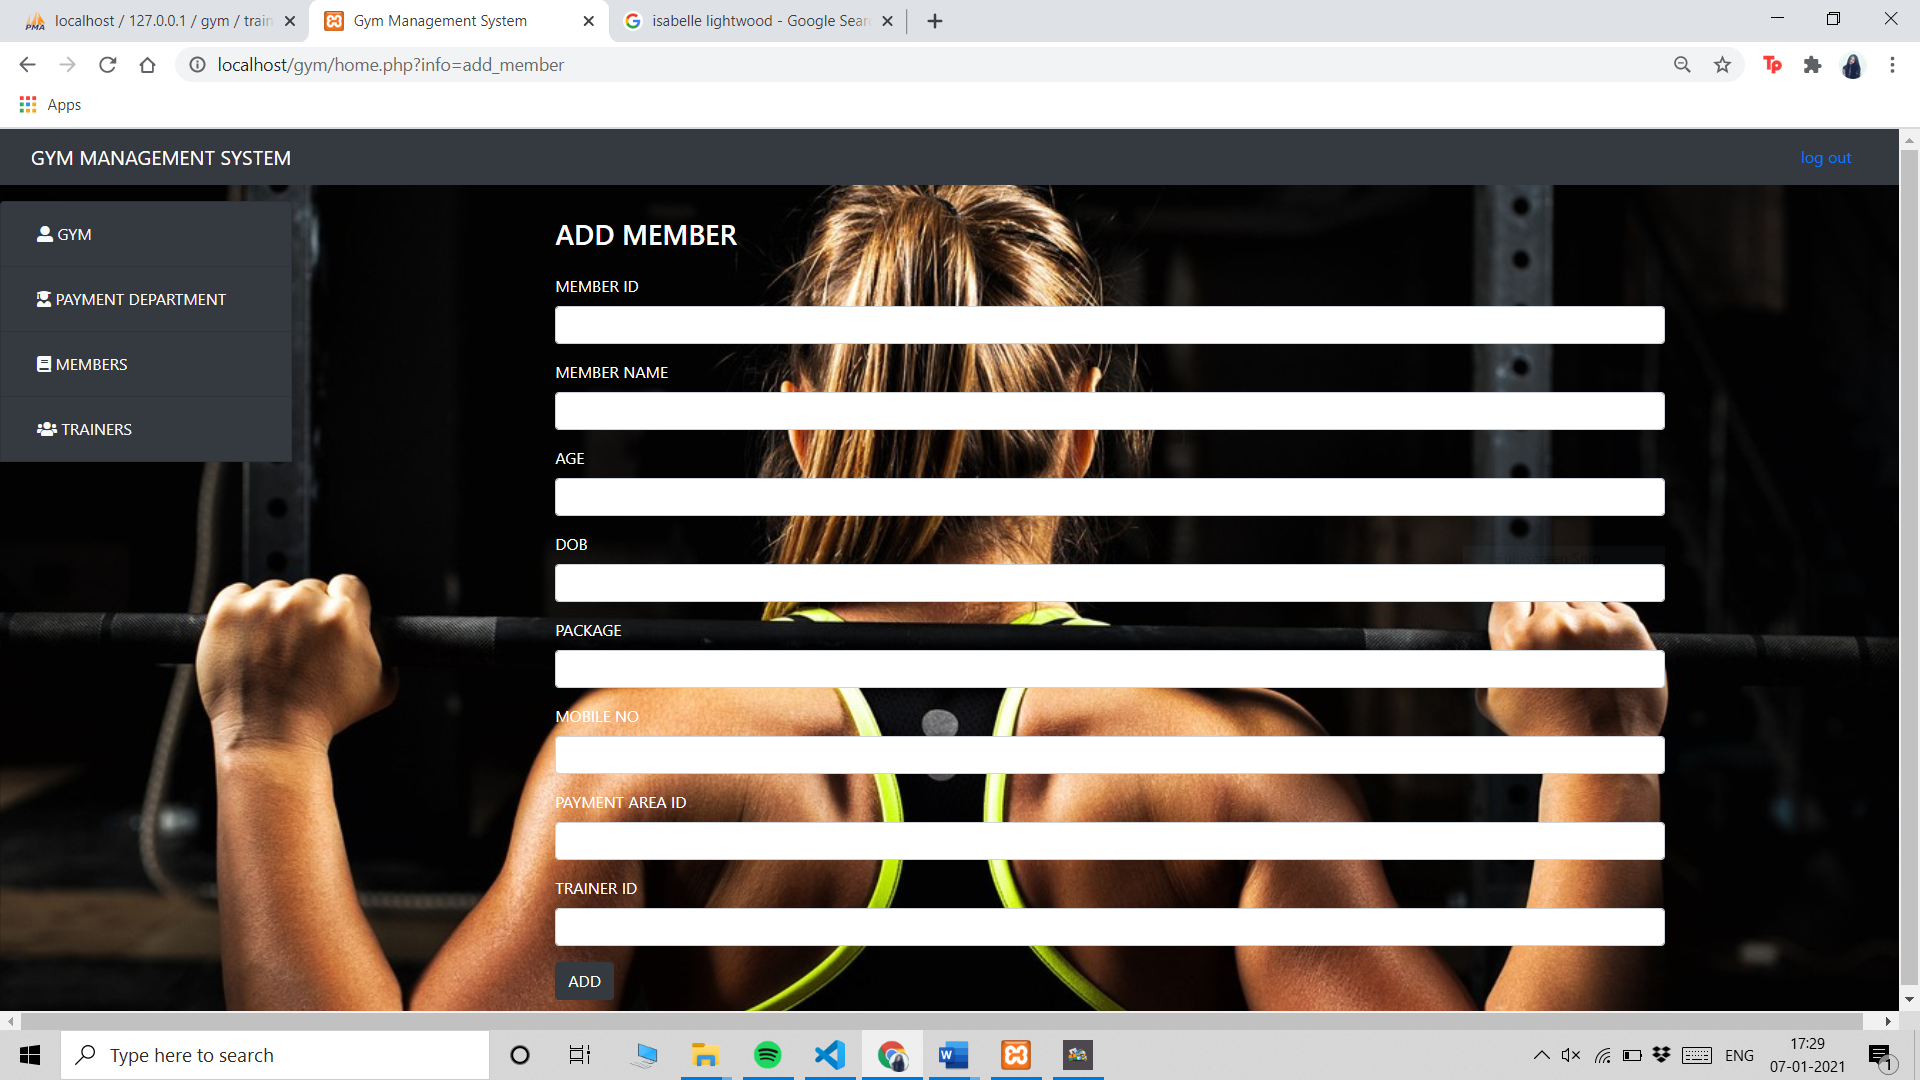 localhost / 127.0.0.1 / gym / train
Gym Management System
isabelle lightwood - Google Sear
localhost/gym/home.php?info=add_member
Apps
GYM MANAGEMENT SYSTEM
log out
GYM
PAYMENT DEPARTMENT
MEMBERS
TRAINERS
ADD MEMBER
MEMBER ID
MEMBER NAME
AGE
DOB
PACKAGE
MOBILE NO
PAYMENT AREA ID
TRAINER ID
ADD
Type here to search
ENG
17:29
07-01-2021
1